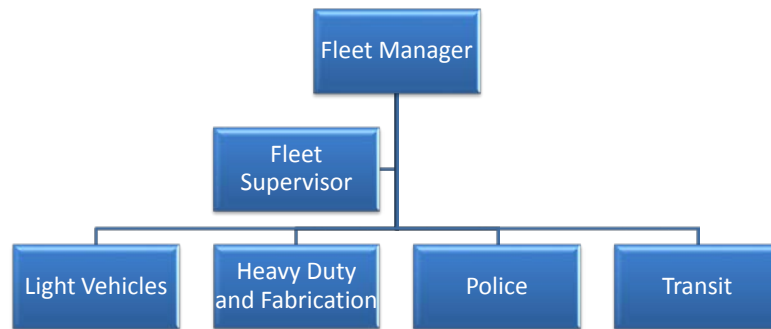 Fleet Manager
Fleet
Supervisor
Light Vehicles
Heavy Duty
and Fabrication
Police
Transit